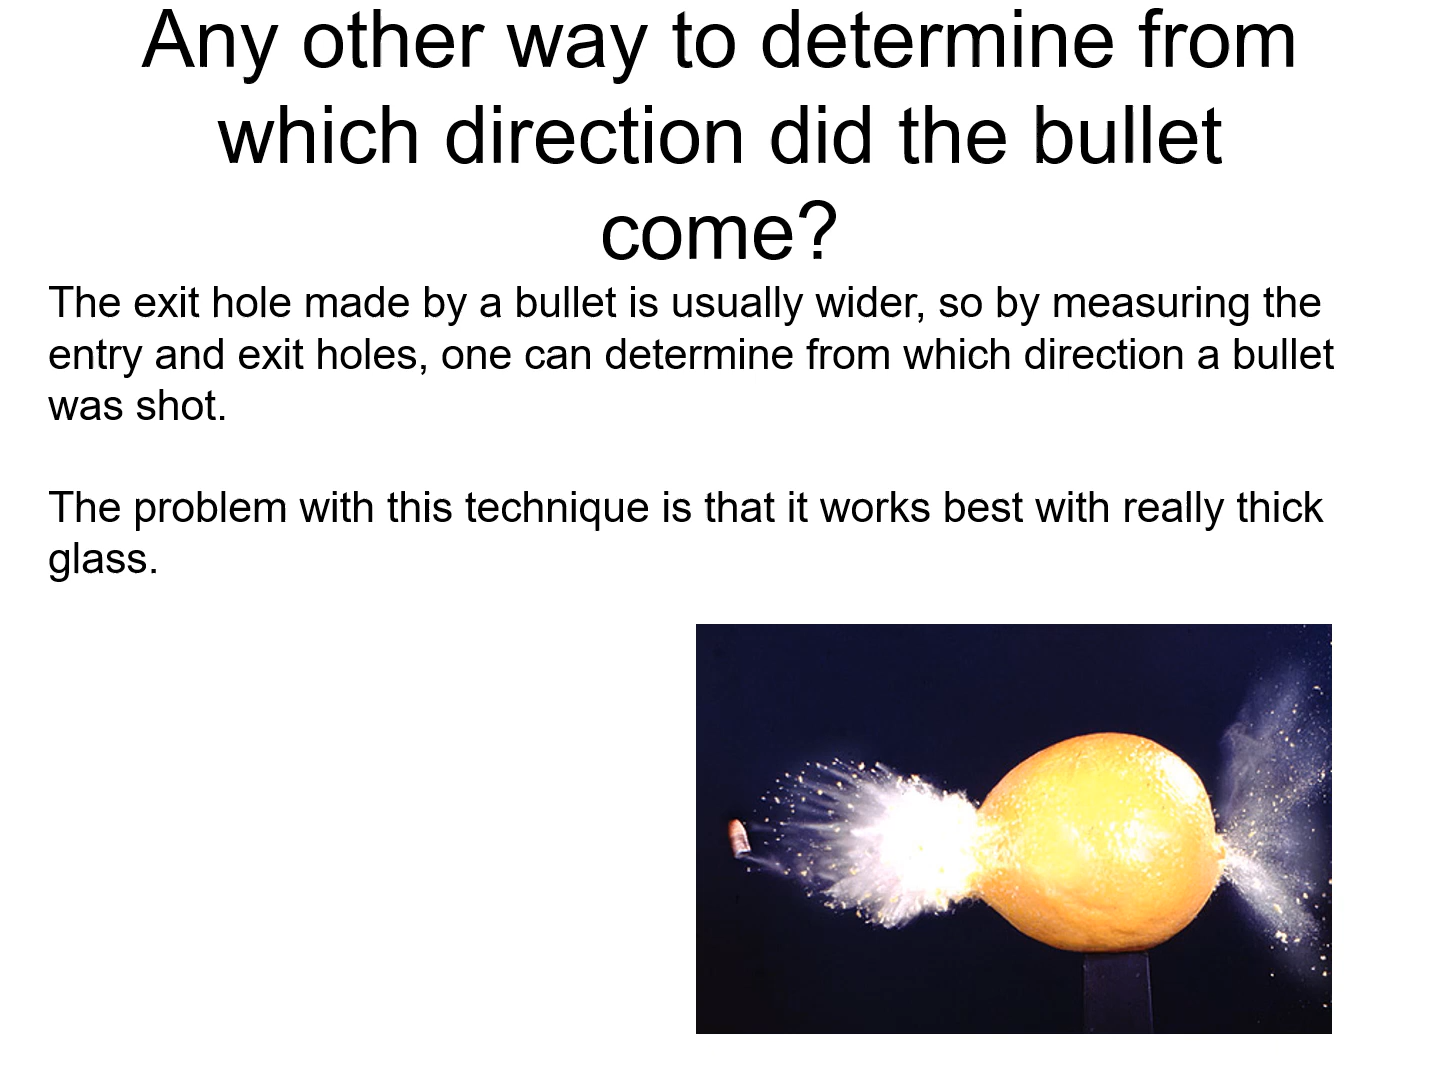 Any other way to determine from
which direction did the bullet
come?
The exit hole made by a bullet is usually wider, so by measuring the
entry and exit holes, one can determine from which direction a bullet
was shot.
The problem with this technique is that it works best with really thick
glass.